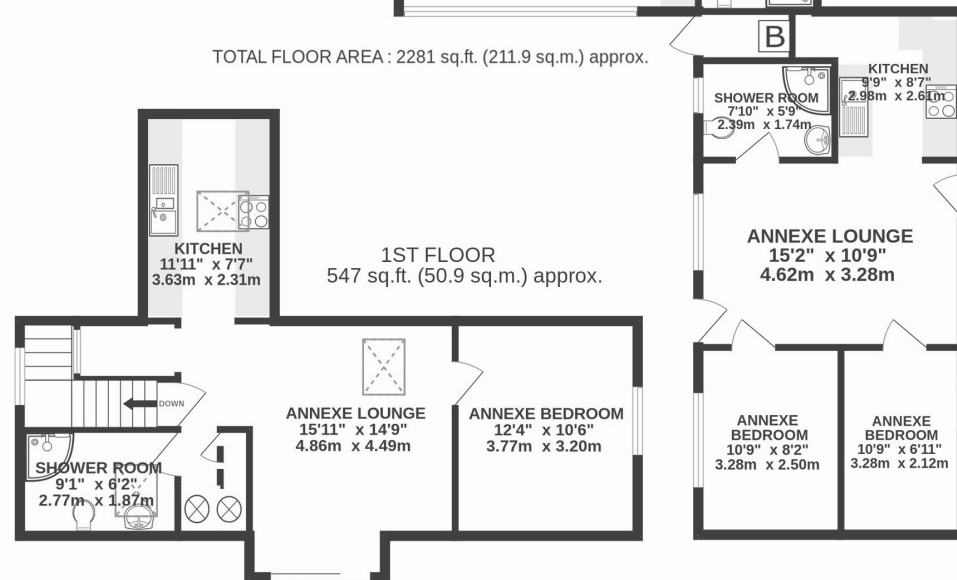 TOTAL FLOOR AREA : 2281 sq.ft. (211.9 sq.m.) approx.
B
KITCHEN
9'9" x 8'7"
2.98m x 2.61m
SHOWER ROOM
7'10" x 5'9"
2.39m x 1.74m
KITCHEN
11'11" x 7'7"
3.63m x 2.31m
1ST FLOOR
547 sq.ft. (50.9 sq.m.) approx.
ANNEXE LOUNGE
15'2" x 10'9"
4.62m x 3.28m
DOWN
ANNEXE LOUNGE
15'11" x 14'9"
4.86m x 4.49m
ANNEXE BEDROOM
12'4" x 10'6"
3.77m x 3.20m
SHOWER ROOM
9'1" x 6'2"
2.77m x 1.87m
ANNEXE
BEDROOM
10'9" x 8'2"
3.28m x 2.50m
ANNEXE
BEDROOM
10'9" x 6'11"
3.28m x 2.12m